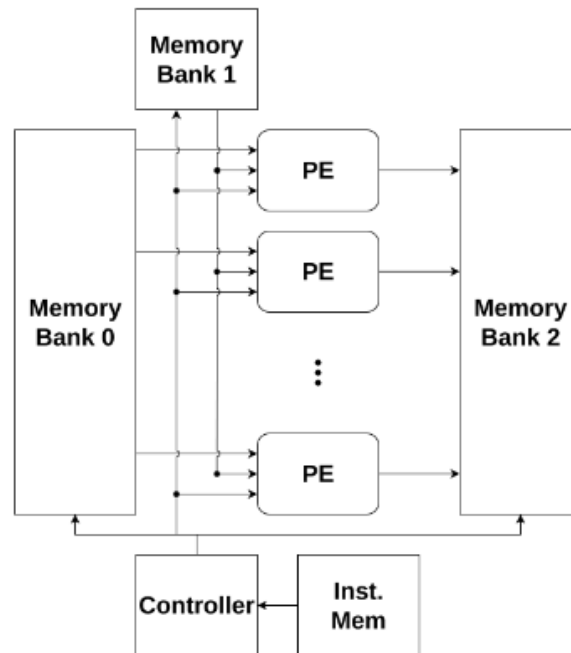 Memory
Bank 1
PE
PE
Memory
Bank 0
Memory
Bank 2
PE
Controller
Inst.
Mem